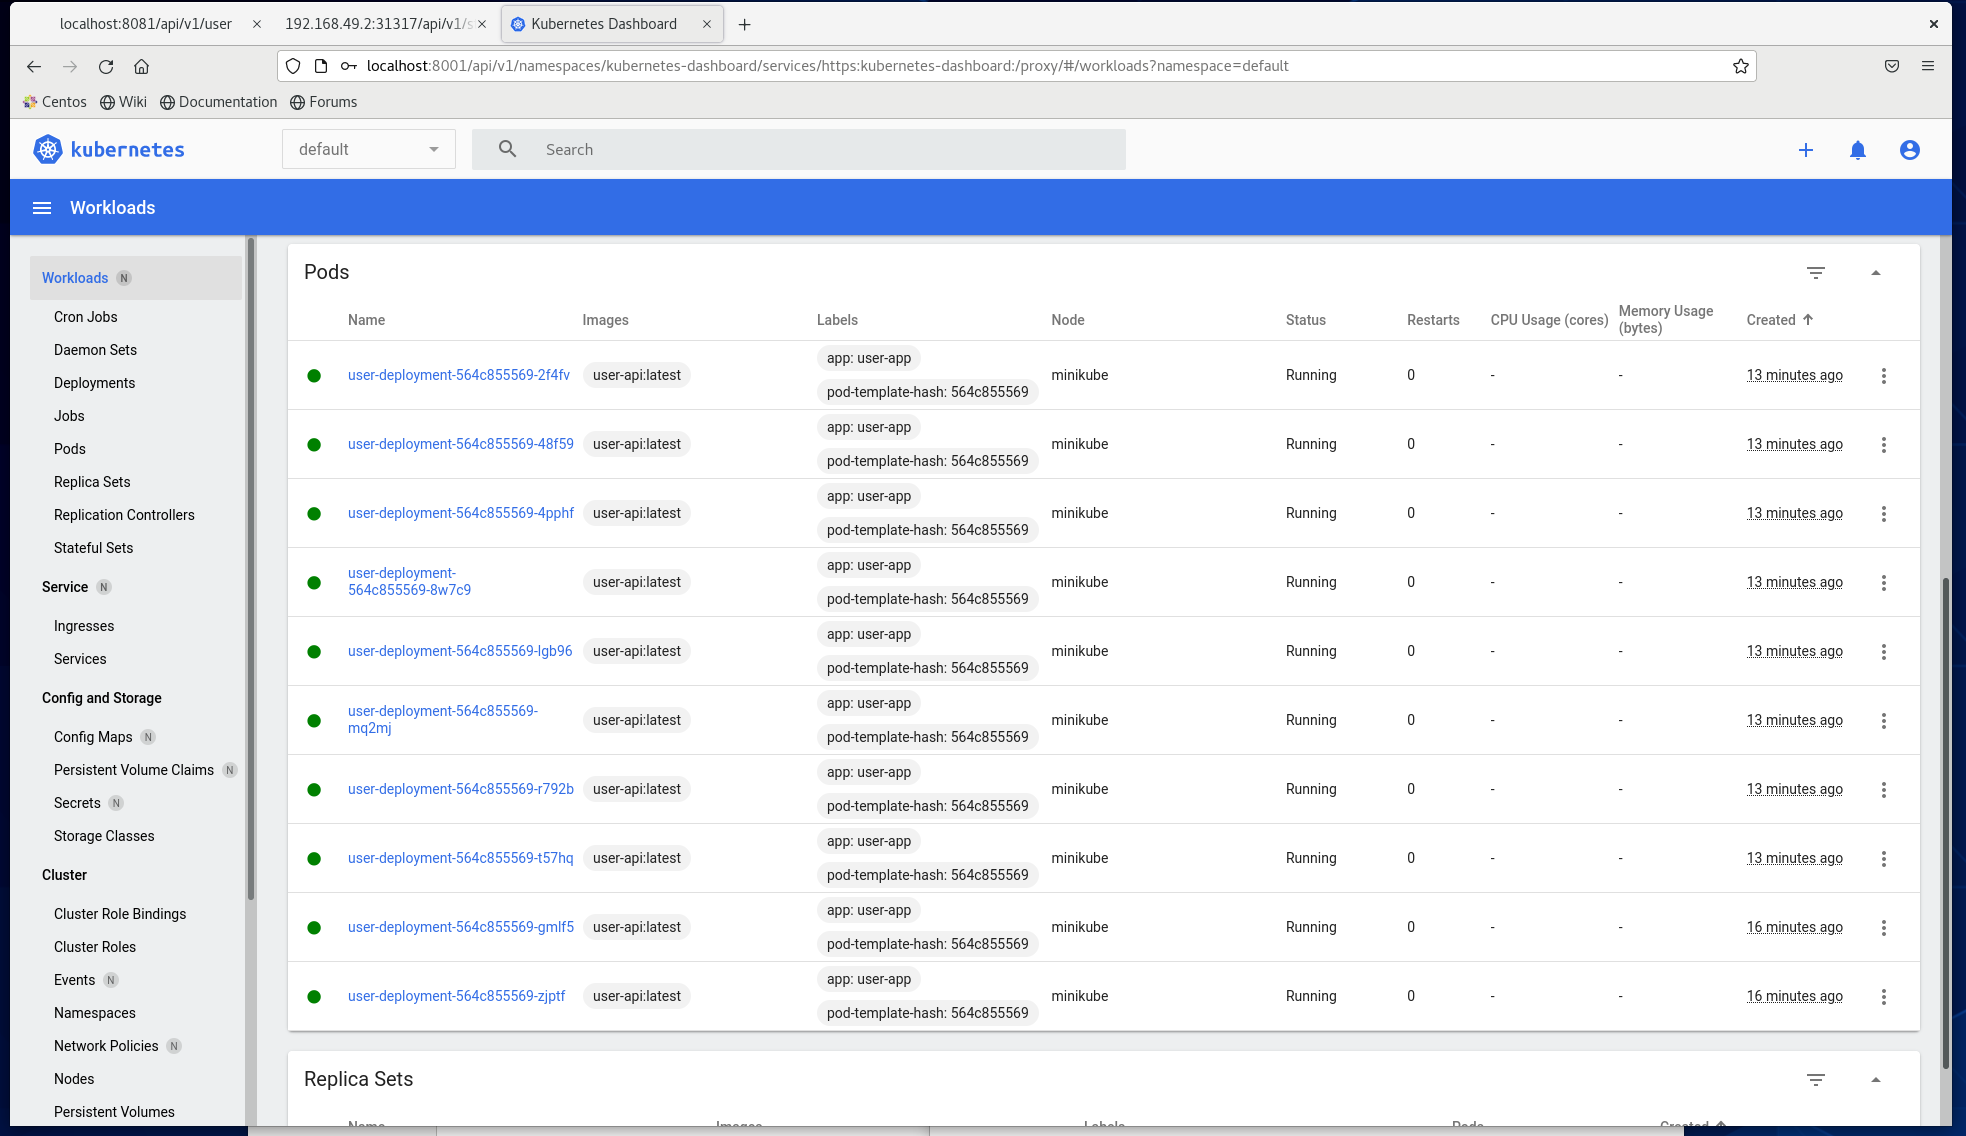 localhost:8081/api/v1/user
192.168.49.2:31317/api/v1/s
Kubernetes Dashboard
localhost:8001/api/v1/namespaces/kubernetes-dashboard/services/https:kubernetes-dashboard:/proxy/#/workloads?namespace=default
Centos Wiki Documentation Forums
kubernetes
default
Search
Workloads
Workloads N
Cron Jobs
Daemon Sets
Deployments
Jobs
Pods
Replica Sets
Replication Controllers
Stateful Sets
Service N
Ingresses
Services
Config and Storage
Config Maps N
Persistent Volume Claims N
Secrets N
Storage Classes
Cluster
Cluster Role Bindings
Cluster Roles
Events N
Namespaces
Network Policies N
Nodes
Persistent Volumes
Pods
Name Images Labels Node Status Restarts CPU Usage (cores) Memory Usage (bytes) Created
user-deployment-564c855569-2f4fv user-api:latest app: user-app
pod-template-hash: 564c855569 minikube Running 0 - - 13 minutes ago
user-deployment-564c855569-48f59 user-api:latest app: user-app
pod-template-hash: 564c855569 minikube Running 0 - - 13 minutes ago
user-deployment-564c855569-4pphf user-api:latest app: user-app
pod-template-hash: 564c855569 minikube Running 0 - - 13 minutes ago
user-deployment-
564c855569-8w7c9 user-api:latest app: user-app
pod-template-hash: 564c855569 minikube Running 0 - - 13 minutes ago
user-deployment-564c855569-lgb96 user-api:latest app: user-app
pod-template-hash: 564c855569 minikube Running 0 - - 13 minutes ago
user-deployment-564c855569-
mq2mj user-api:latest app: user-app
pod-template-hash: 564c855569 minikube Running 0 - - 13 minutes ago
user-deployment-564c855569-r792b user-api:latest app: user-app
pod-template-hash: 564c855569 minikube Running 0 - - 13 minutes ago
user-deployment-564c855569-t57hq user-api:latest app: user-app
pod-template-hash: 564c855569 minikube Running 0 - - 13 minutes ago
user-deployment-564c855569-gmlf5 user-api:latest app: user-app
pod-template-hash: 564c855569 minikube Running 0 - - 16 minutes ago
user-deployment-564c855569-zjptf user-api:latest app: user-app
pod-template-hash: 564c855569 minikube Running 0 - - 16 minutes ago
Replica Sets
Name Images Labels Pods Created